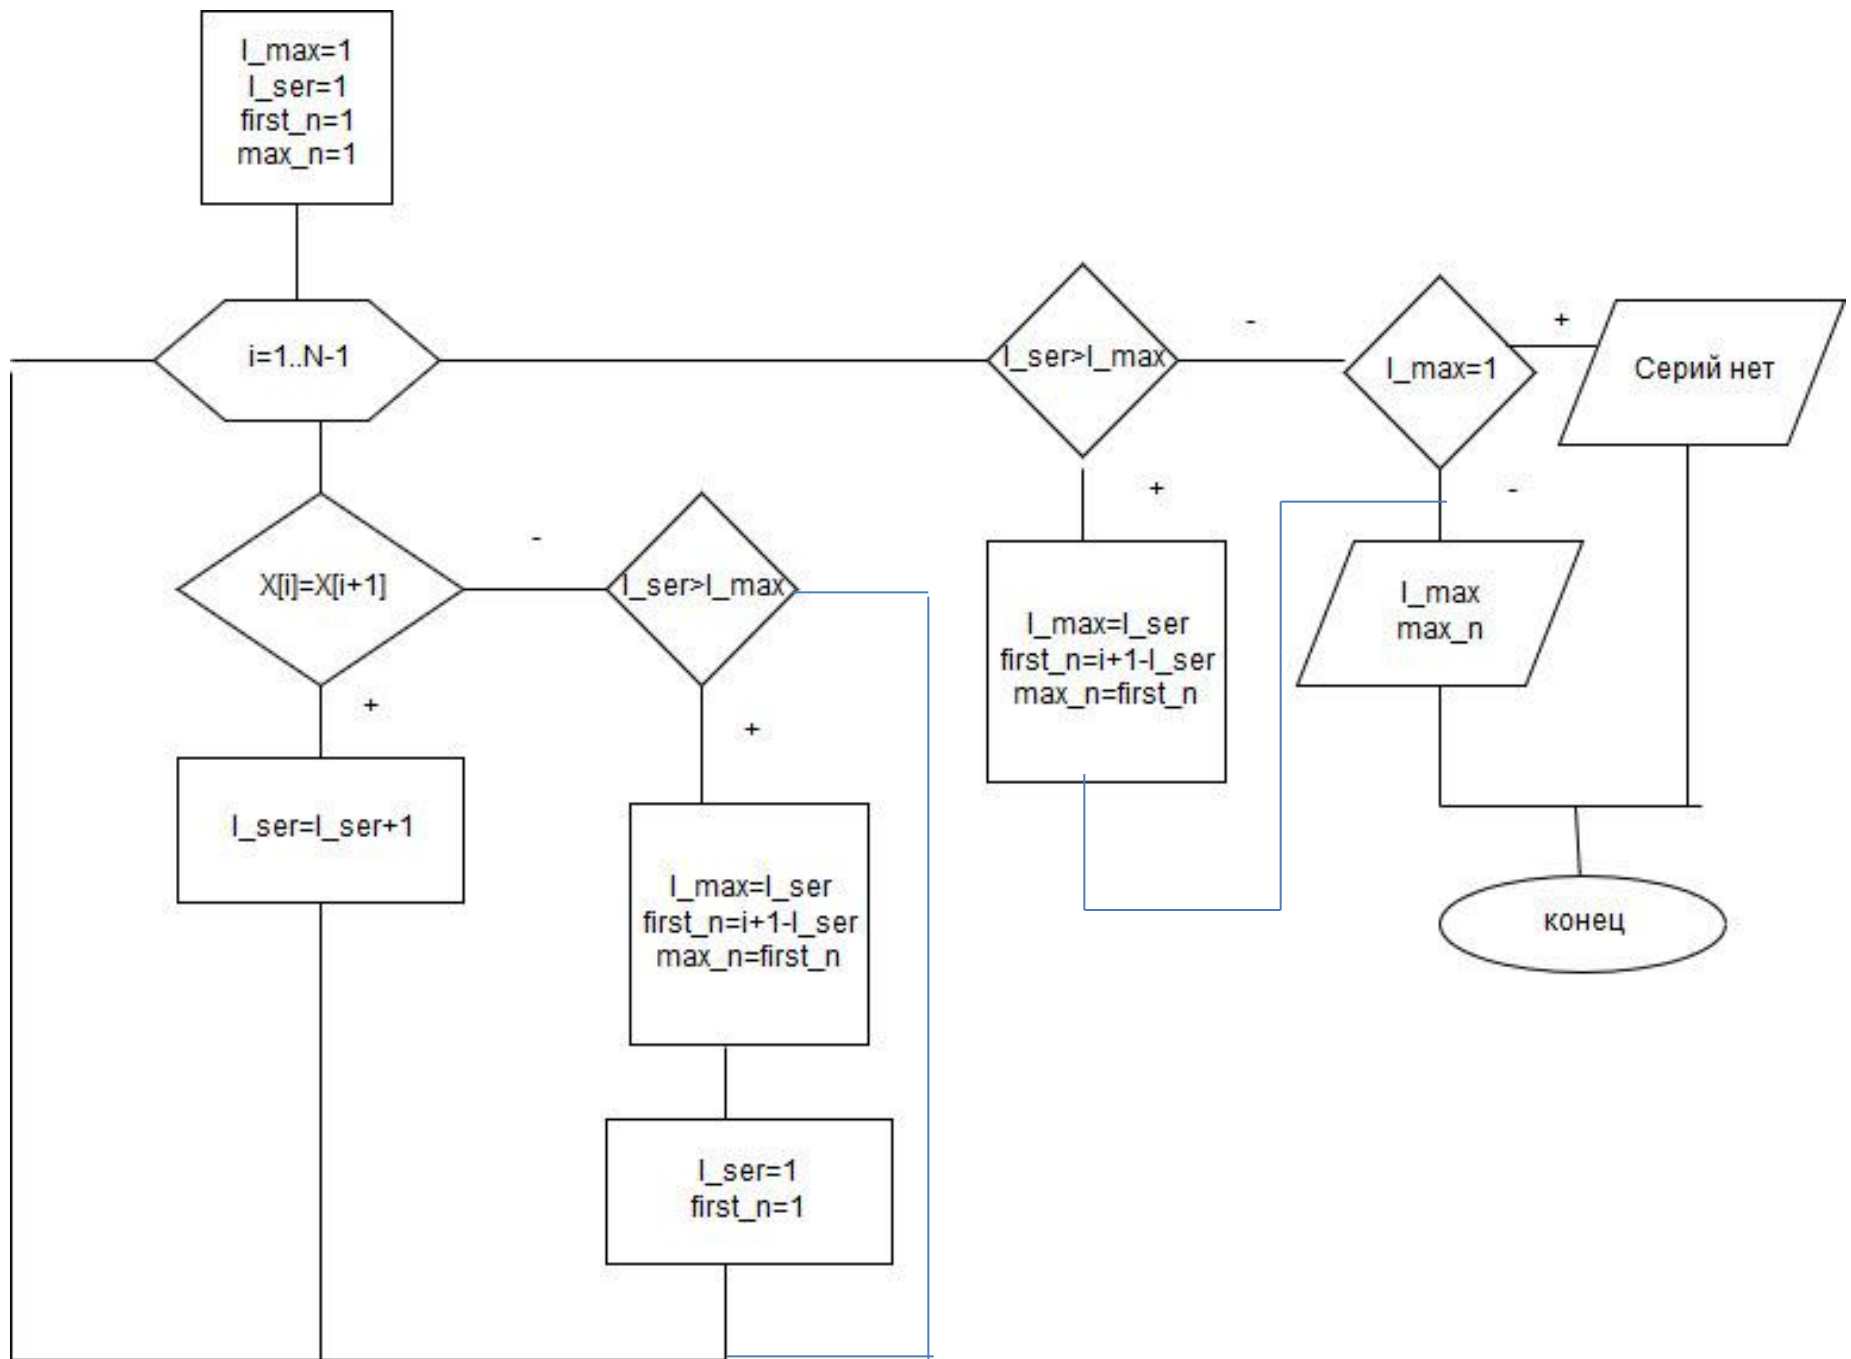 l_max=1
l_ser=1
first_n=1
max_n=1
i=1..N-1
l_ser>l_max
-
l_max=1
+
Серий нет
X[i]=X[i+1]
-
l_ser>l_max
+
l_ser=l_ser+1
+
l_max=l_ser
first_n=i+1-l_ser
max_n=first_n
l_ser=1
first_n=1
+
l_max=l_ser
first_n=i+1-l_ser
max_n=first_n
-
l_max
max_n
конец